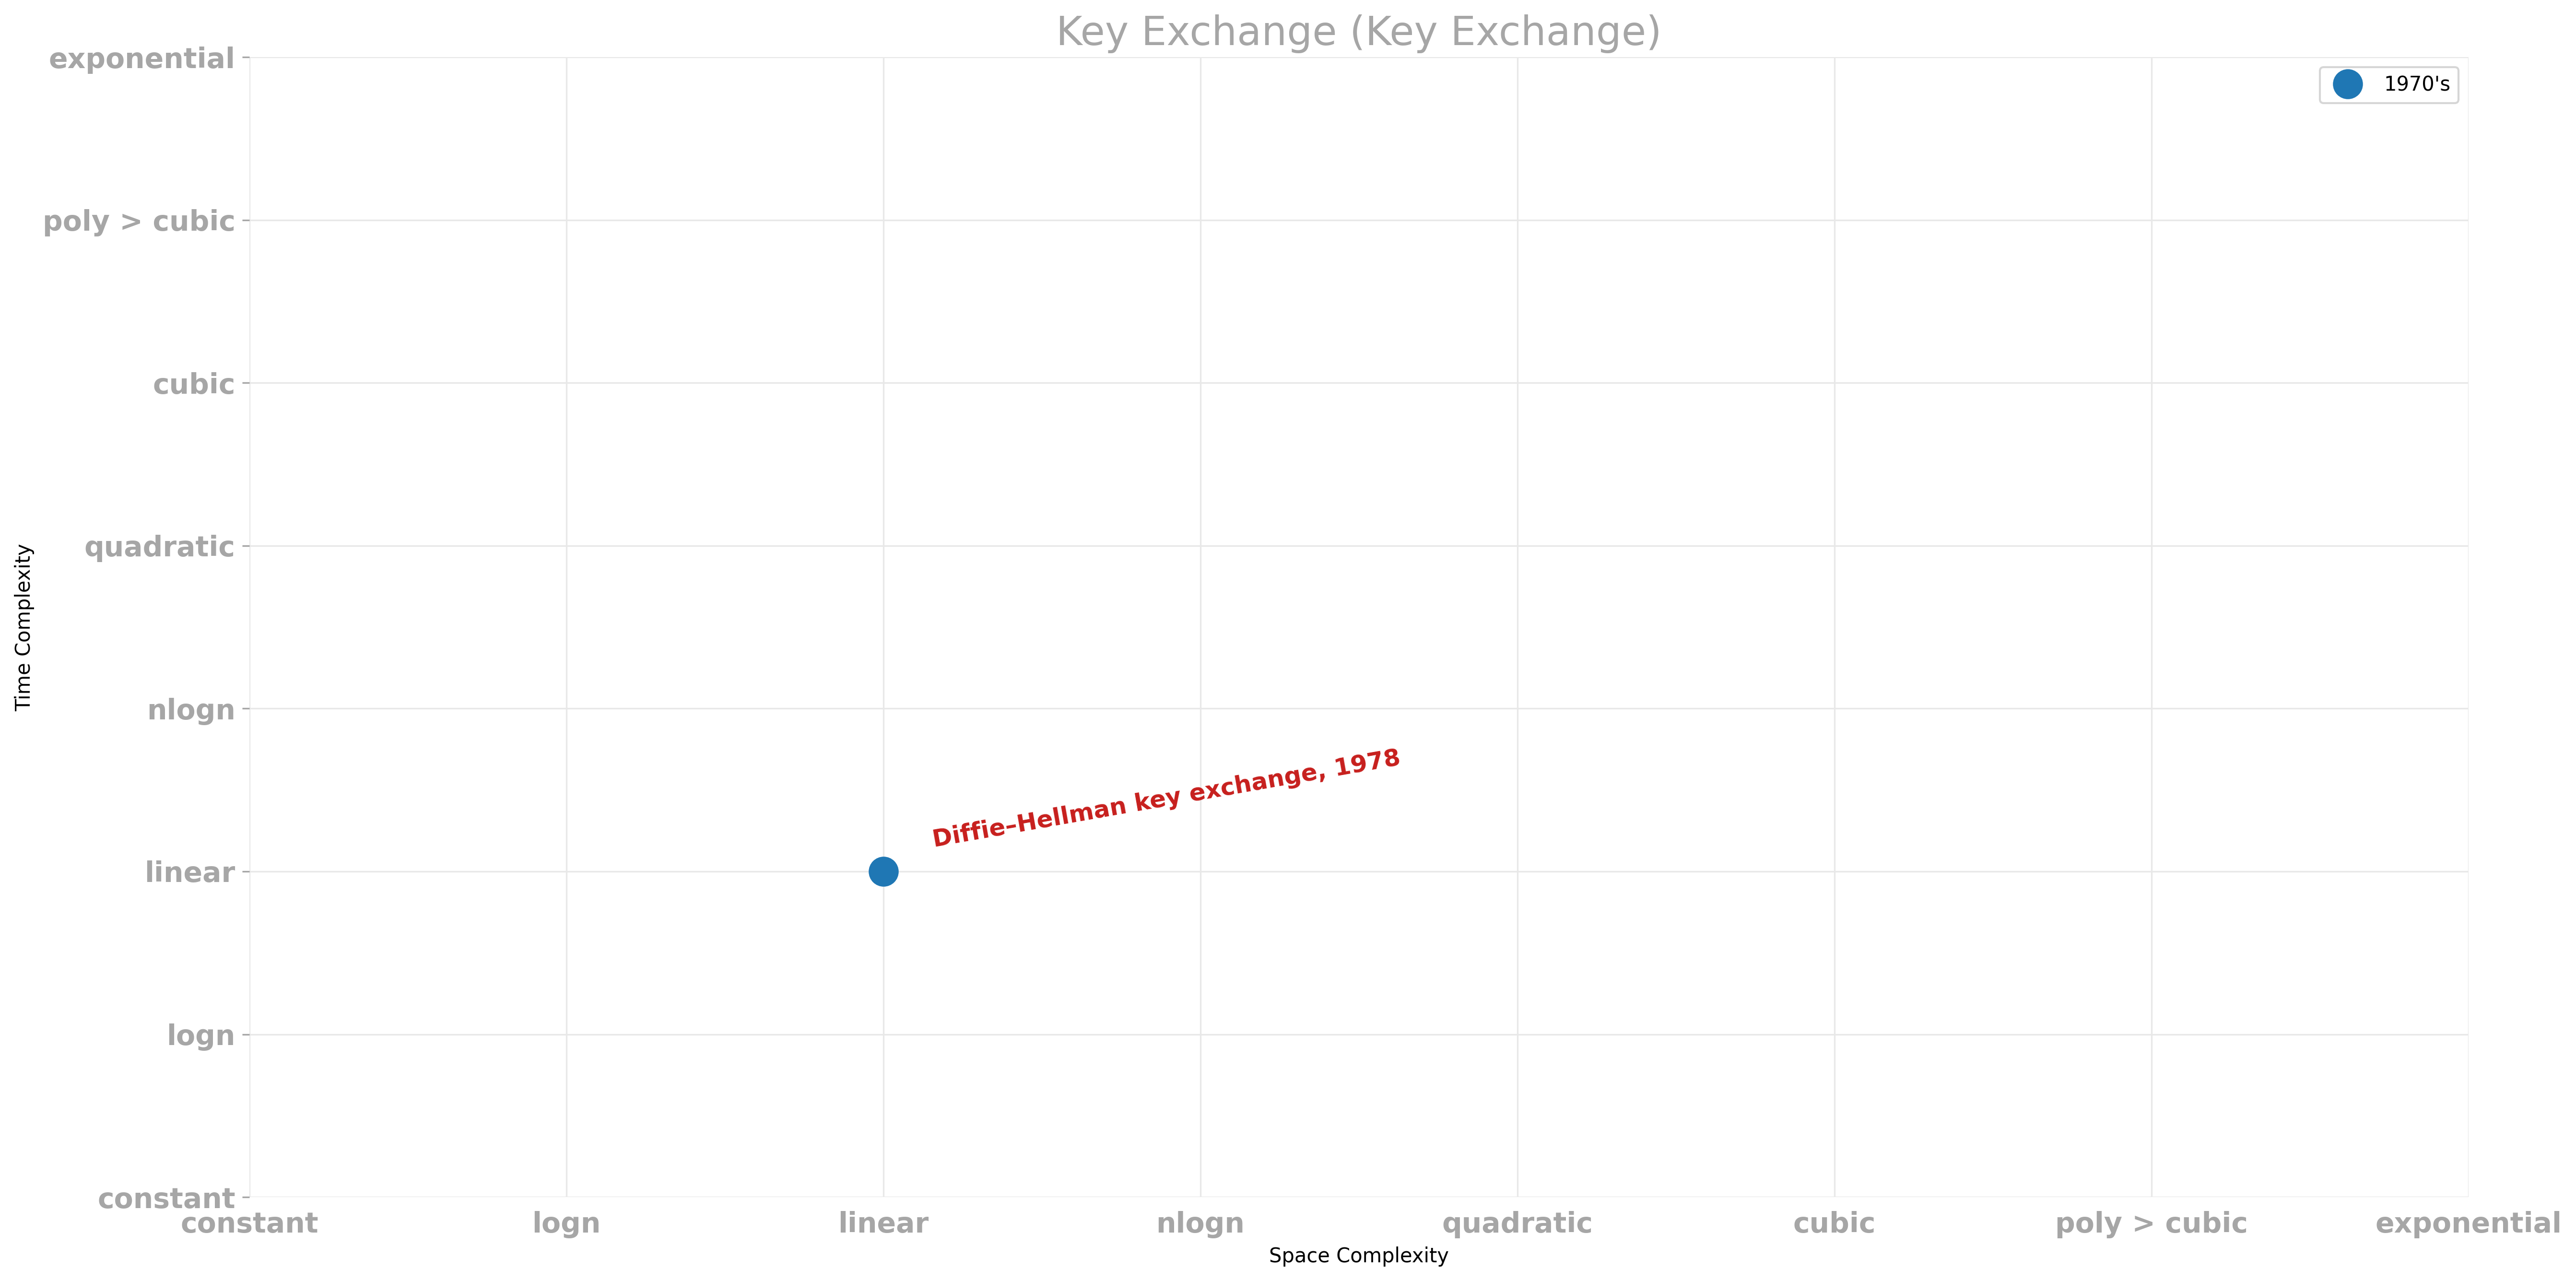 Key Exchange (Key Exchange)
1970's
exponential
poly > cubic
cubic
quadratic
nlogn
linear
logn
constant
Time Complexity
Diffie–Hellman key exchange, 1978
constant
logn
linear
nlogn
quadratic
cubic
poly > cubic
exponential
Space Complexity